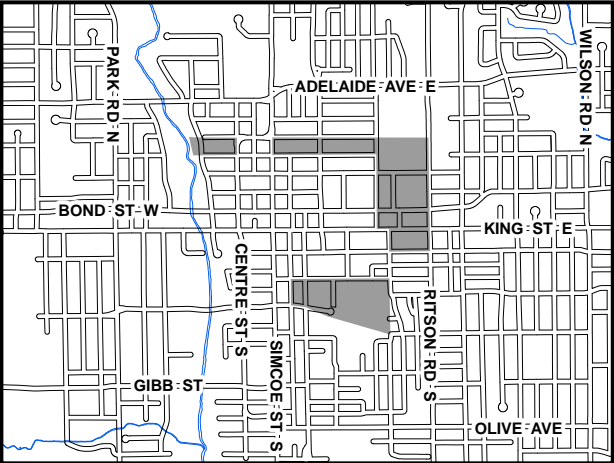 ADELAIDE AVE E
PARK RD N
WILSON RD N
BOND ST W
KING ST E
CENTRE ST S
RITSON RD S
SIMCOE ST S
GIBB ST
OLIVE AVE